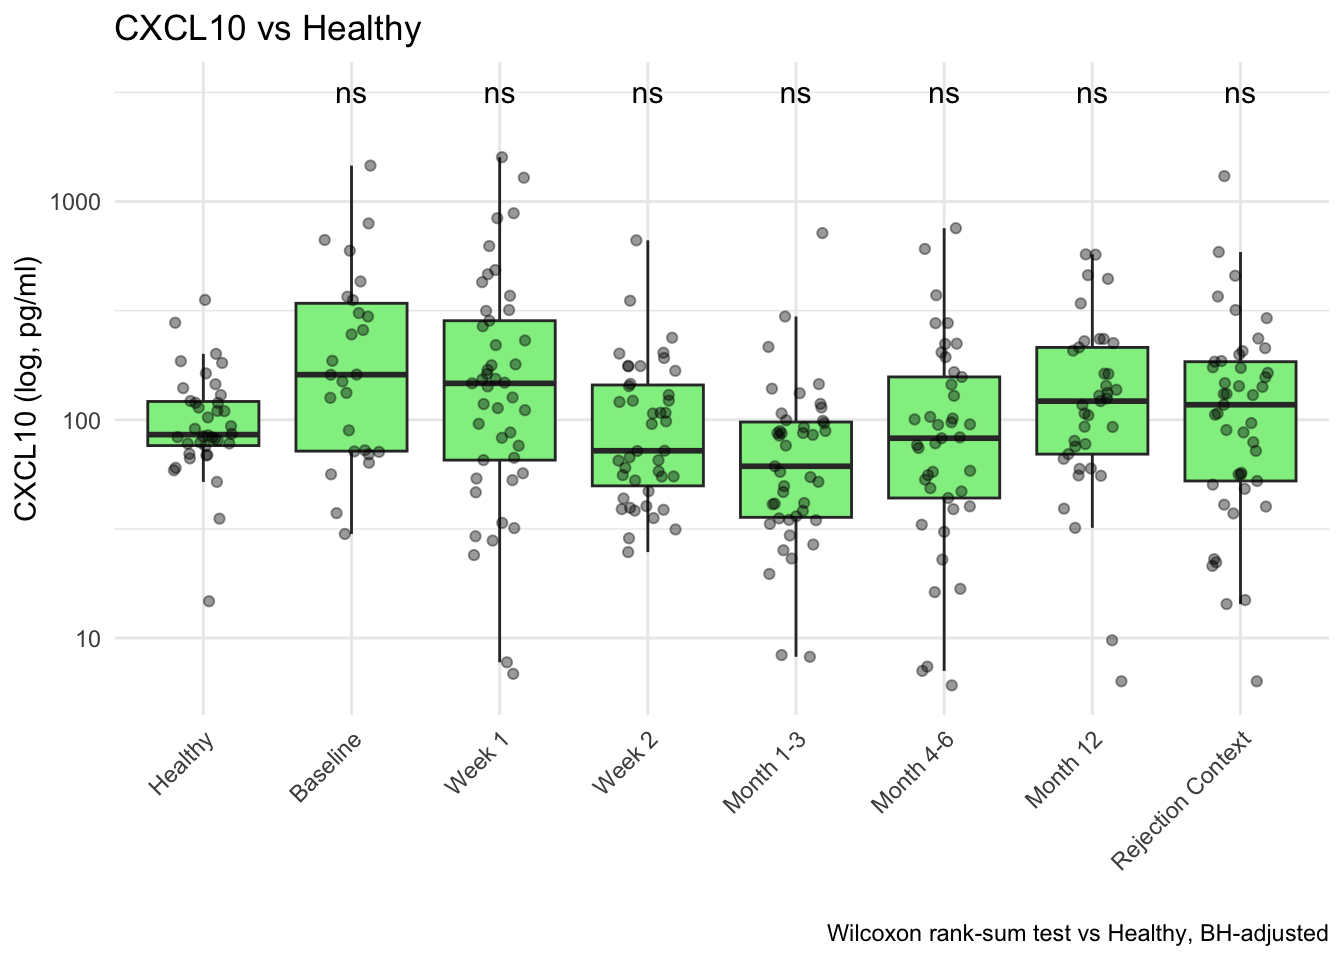 CXCL10 vs Healthy
ns ns ns ns ns ns ns
CXCL10 (log, pg/ml)
1000
100
10
Healthy
Baseline
Week 1
Week 2
Month 1-3
Month 4-6
Month 12
Rejection Context
Wilcoxon rank-sum test vs Healthy, BH-adjusted